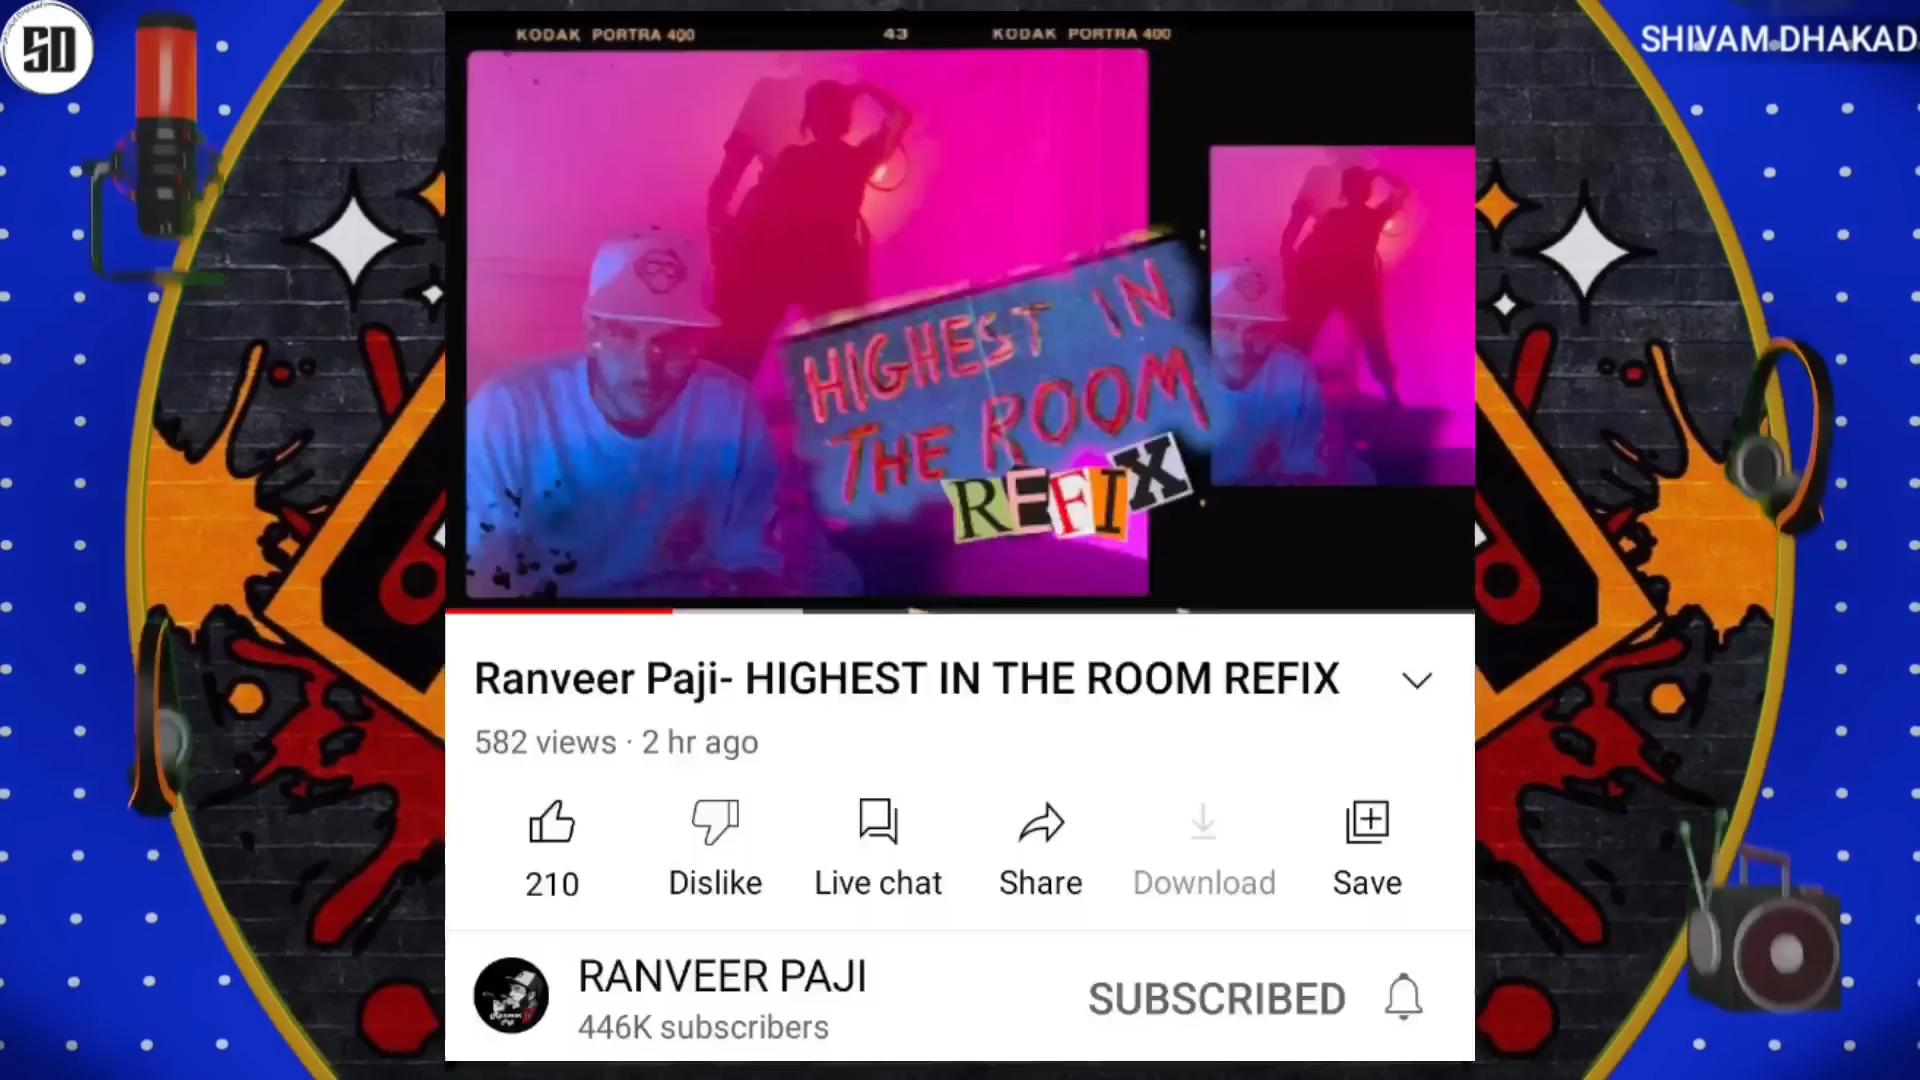 SD
SHIVAM DHAKAD
KODAK PORTRA 400
43
KODAK PORTRA 400
HIGHEST IN
THE ROOM
REFIX
Ranveer Paji- HIGHEST IN THE ROOM REFIX
582 views · 2 hr ago
210
Dislike
Live chat
Share
Download
Save
RANVEER PAJI
446K subscribers
SUBSCRIBED